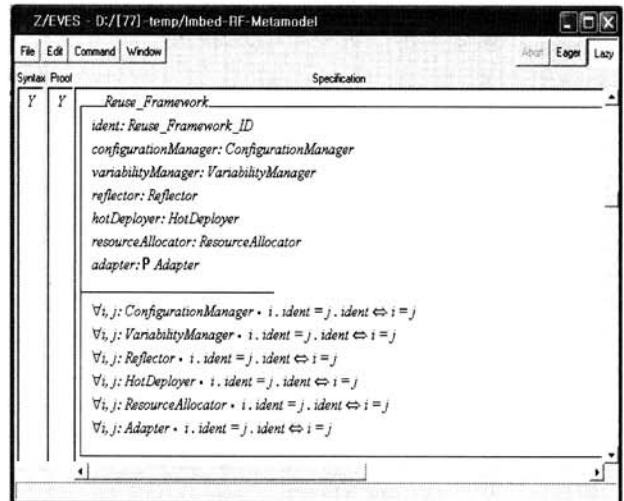 Z/EVES - D:/[77]-temp/Imbed-RF-Metamodel
File Edit Command Window Abort Eager Lazy
Syntax Proof Specification
Y Y Reuse_Framework
ident: Reuse_Framework_ID
configurationManager: ConfigurationManager
variabilityManager: VariabilityManager
reflector: Reflector
hotDeployer: HotDeployer
resourceAllocator: ResourceAllocator
adapter: P Adapter
∀i, j: ConfigurationManager • i . ident = j . ident ⇔ i = j
∀i, j: VariabilityManager • i . ident = j . ident ⇔ i = j
∀i, j: Reflector • i . ident = j . ident ⇔ i = j
∀i, j: HotDeployer • i . ident = j . ident ⇔ i = j
∀i, j: ResourceAllocator • i . ident = j . ident ⇔ i = j
∀i, j: Adapter • i . ident = j . ident ⇔ i = j